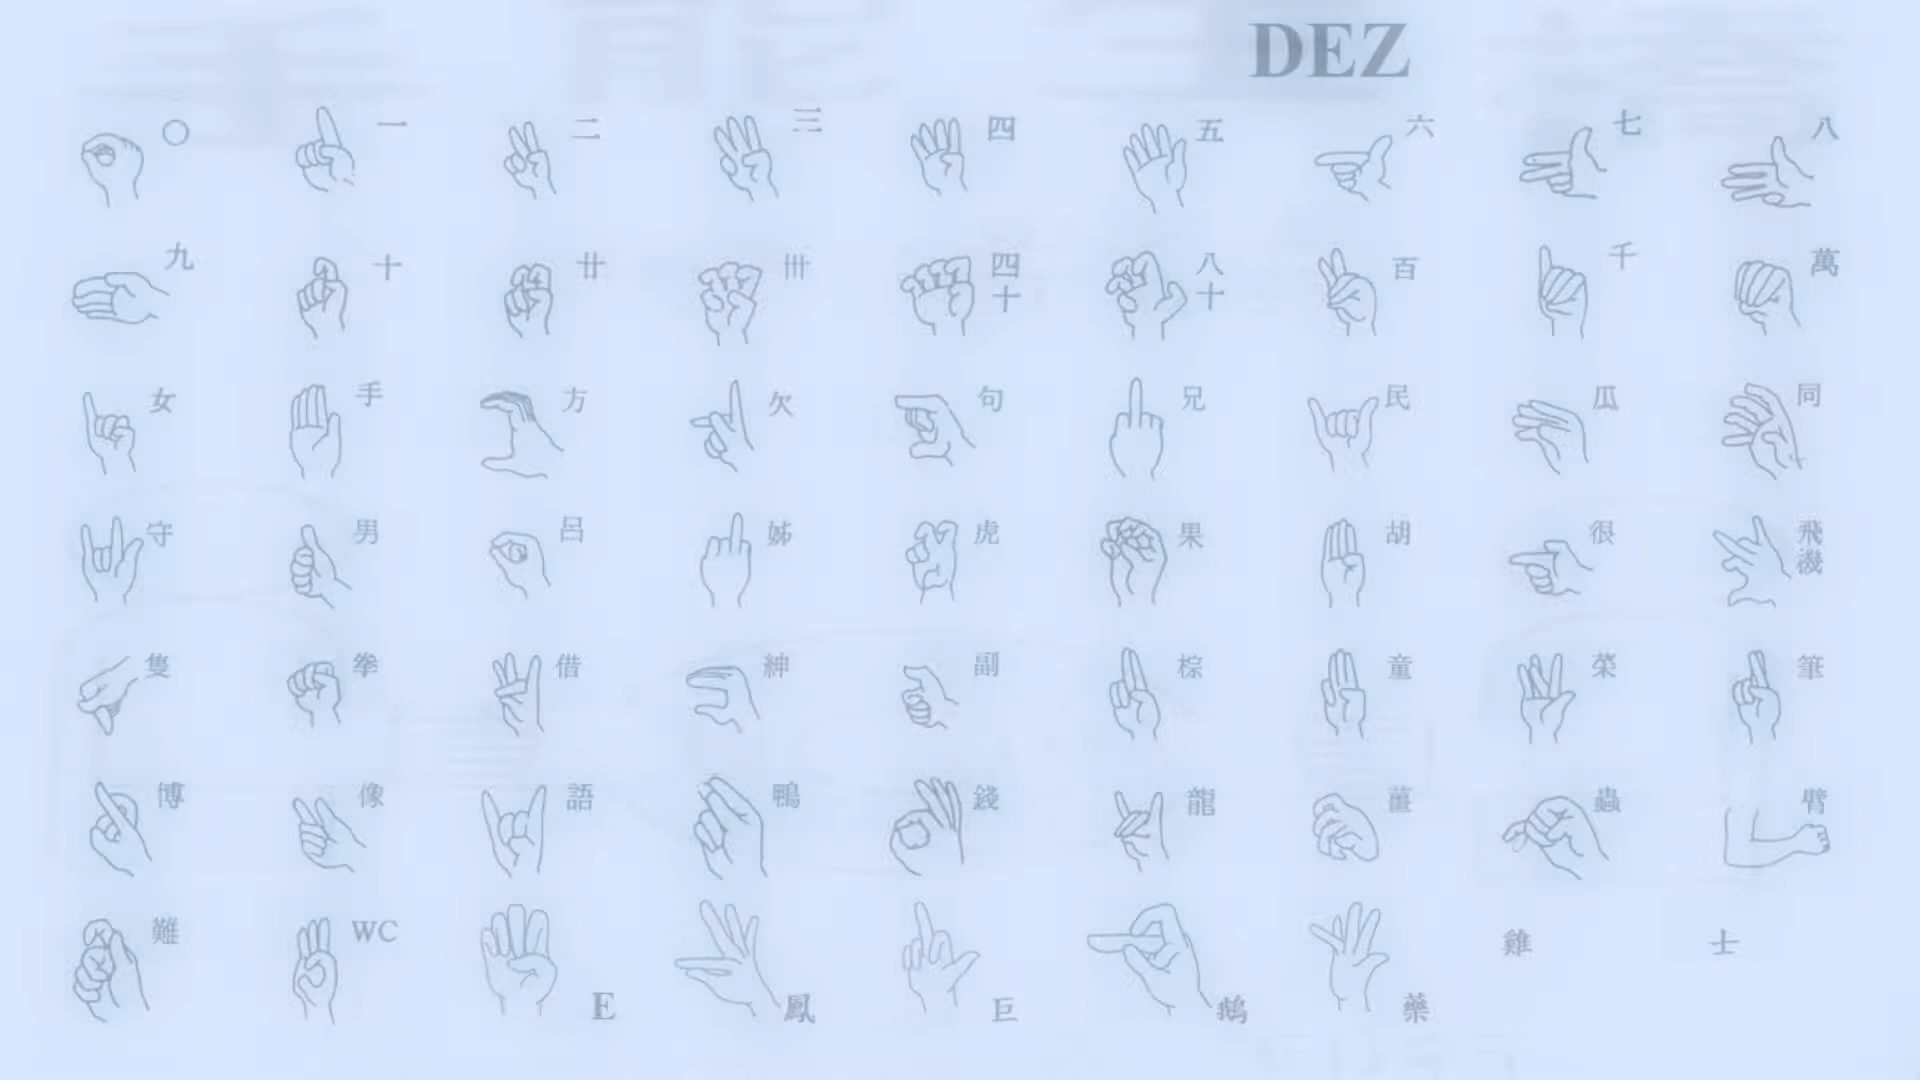 DEZ
〇 一 二 三 四 五 六 七 八
九 十 廿 卅 四十 八十 百 千 萬
女 手 方 欠 句 兄 民 瓜 同
守 男 呂 姊 虎 果 胡 很 飛機
隻 拳 借 紳 副 棕 童 菜 筆
博 像 語 鴨 錢 龍 薑 蟲 臂
難 WC E 鳳 巨 鵝 藥 雞 士